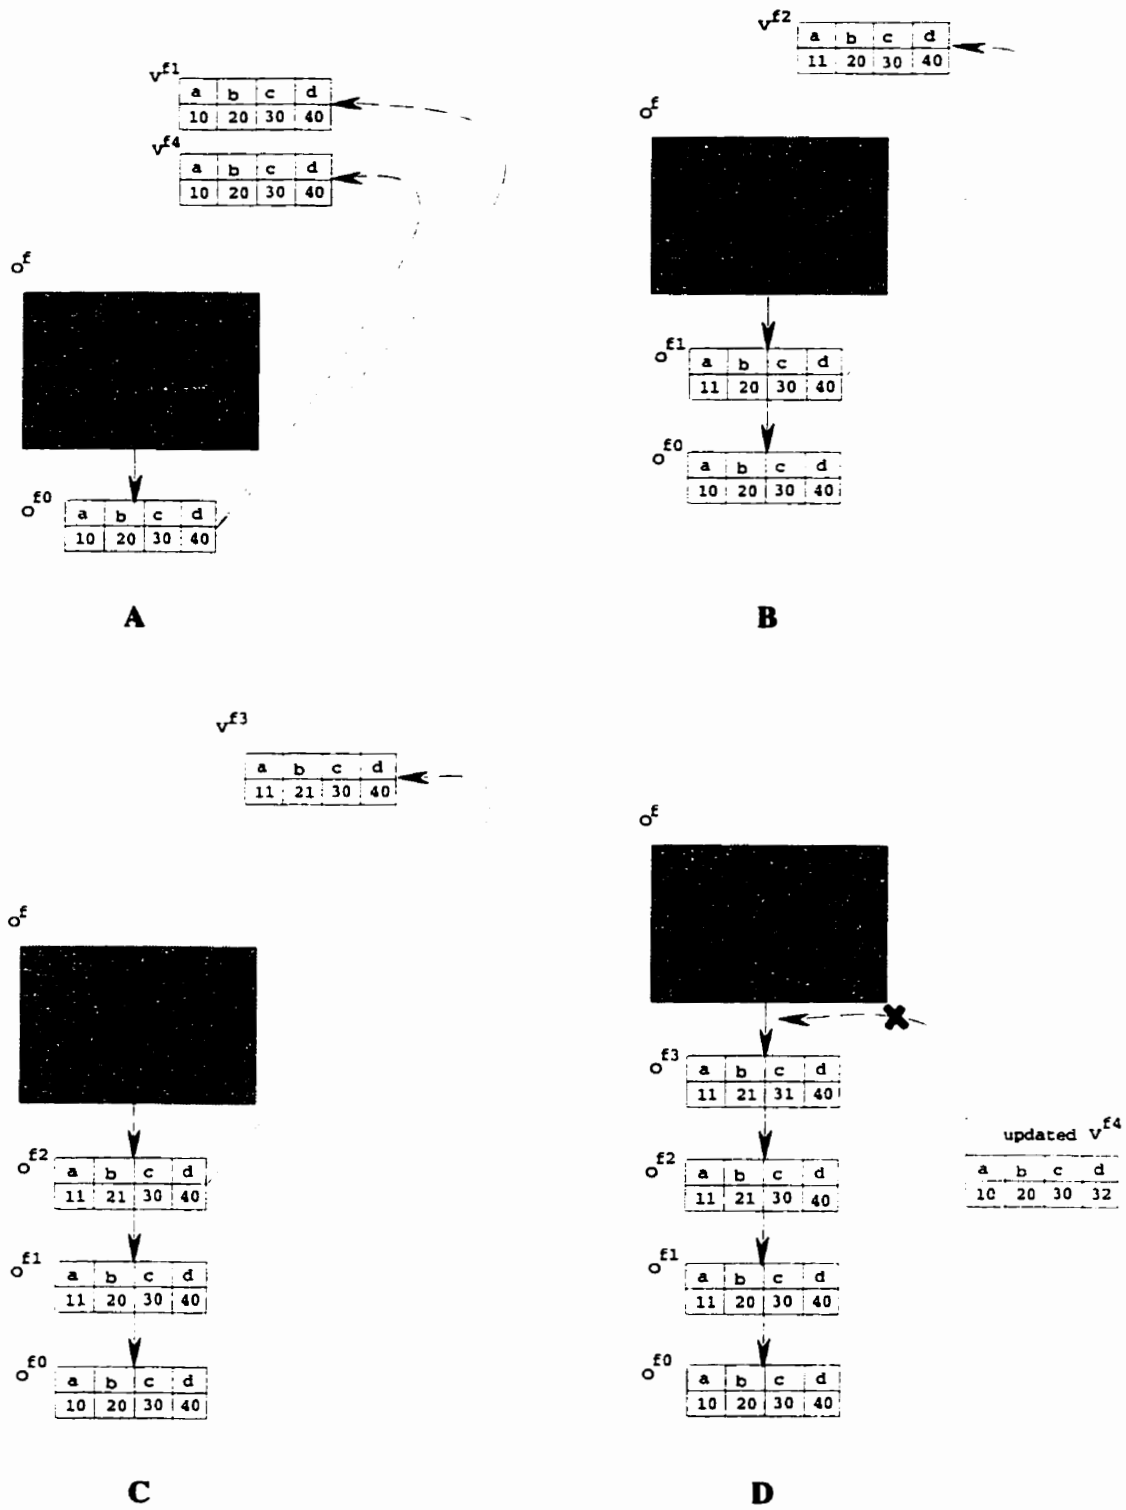 v^f1
a b c d
10 20 30 40
v^f4
a b c d
10 20 30 40
o^f
o^f0
a b c d
10 20 30 40
A
v^f2
a b c d
11 20 30 40
o^f
o^f1
a b c d
11 20 30 40
o^f0
a b c d
10 20 30 40
B
v^f3
a b c d
11 21 30 40
o^f
o^f2
a b c d
11 21 30 40
o^f1
a b c d
11 20 30 40
o^f0
a b c d
10 20 30 40
C
o^f
o^f3
a b c d
11 21 31 40
o^f2
a b c d
11 21 30 40
o^f1
a b c d
11 20 30 40
o^f0
a b c d
10 20 30 40
updated V^f4
a b c d
10 20 30 32
D